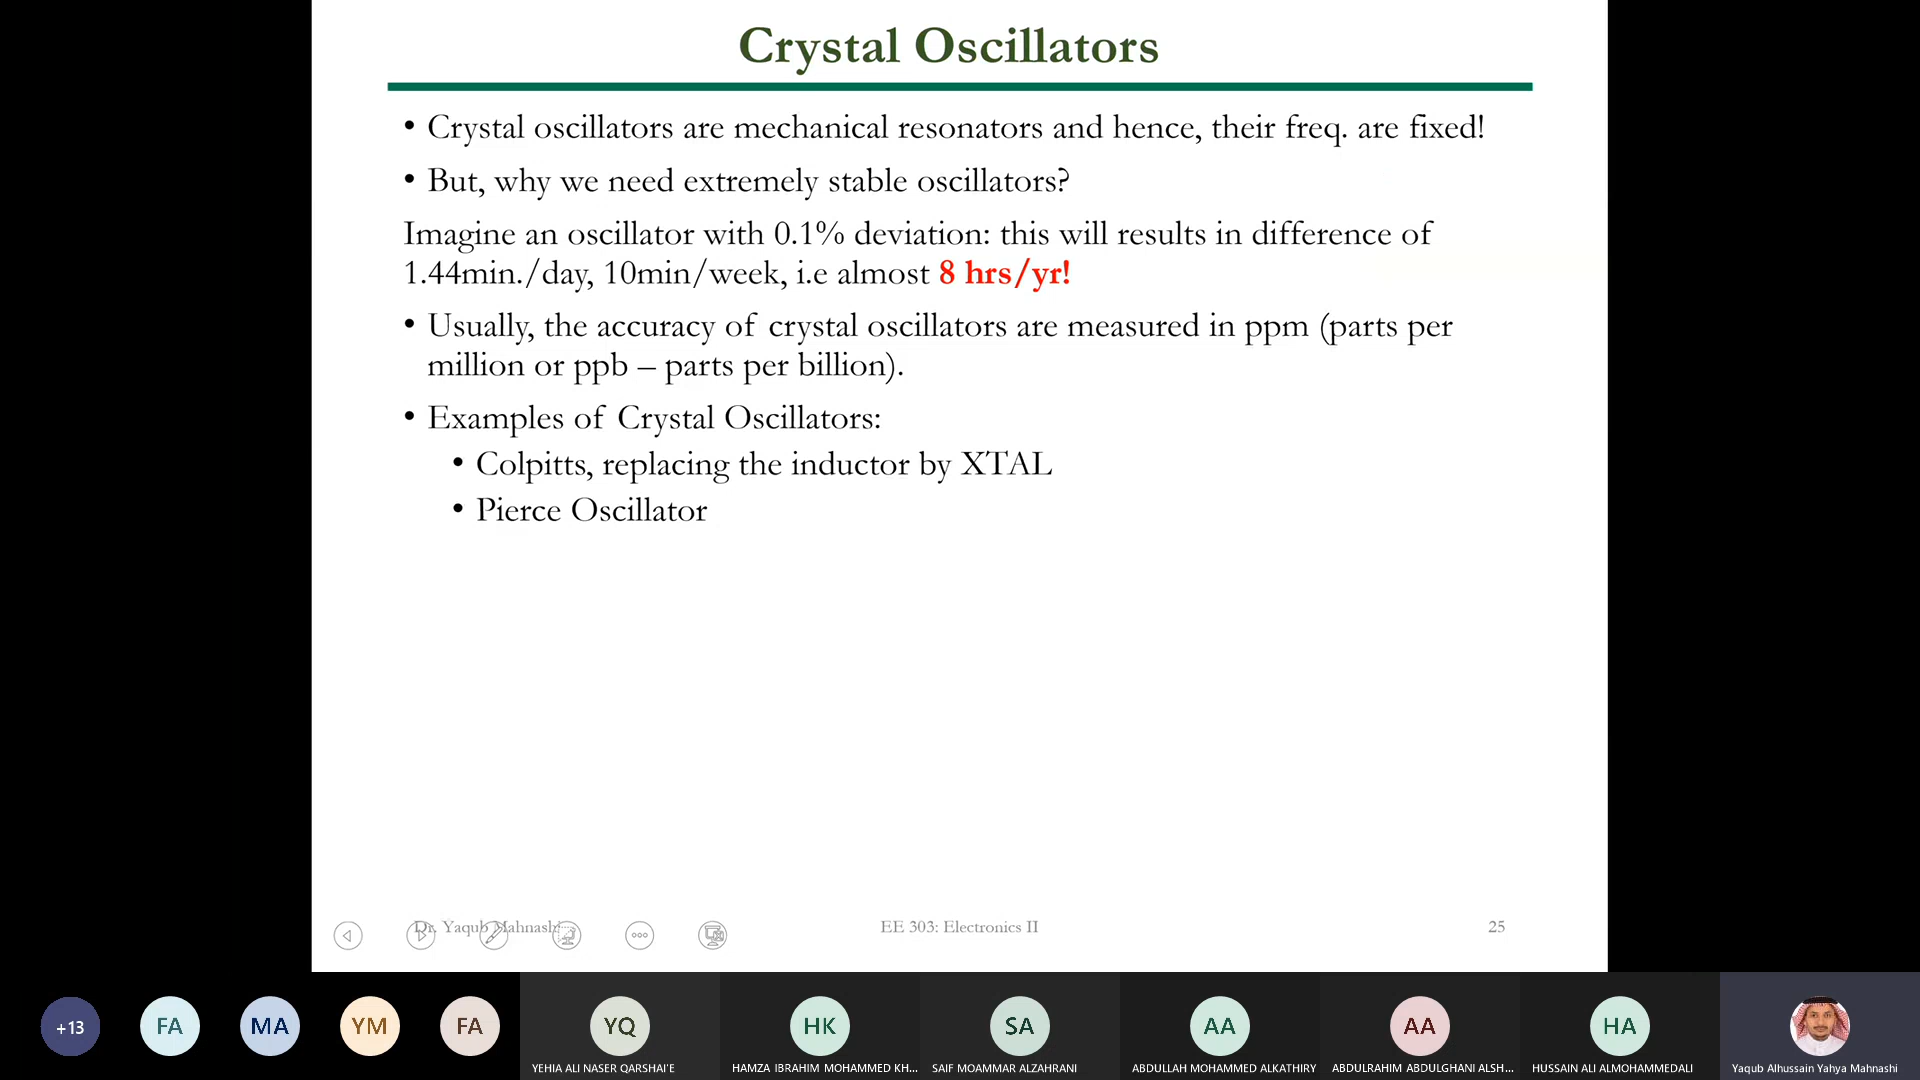 Crystal Oscillators
• Crystal oscillators are mechanical resonators and hence, their freq. are fixed!
• But, why we need extremely stable oscillators?
Imagine an oscillator with 0.1% deviation: this will results in difference of
1.44min./day, 10min/week, i.e almost 8 hrs/yr!
• Usually, the accuracy of crystal oscillators are measured in ppm (parts per
million or ppb – parts per billion).
• Examples of Crystal Oscillators:
• Colpitts, replacing the inductor by XTAL
• Pierce Oscillator
Dr. Yaqub Mahnashi
EE 303: Electronics II
25
+13
FA
MA
YM
FA
YQ
HK
SA
AA
AA
HA
YEHIA ALI NASER QARSHAI'E
HAMZA IBRAHIM MOHAMMED KH...
SAIF MOAMMAR ALZAHRANI
ABDULLAH MOHAMMED ALKATHIRY
ABDULRAHIM ABDULGHANI ALSH...
HUSSAIN ALI ALMOHAMMEDALI
Yaqub Alhussain Yahya Mahnashi